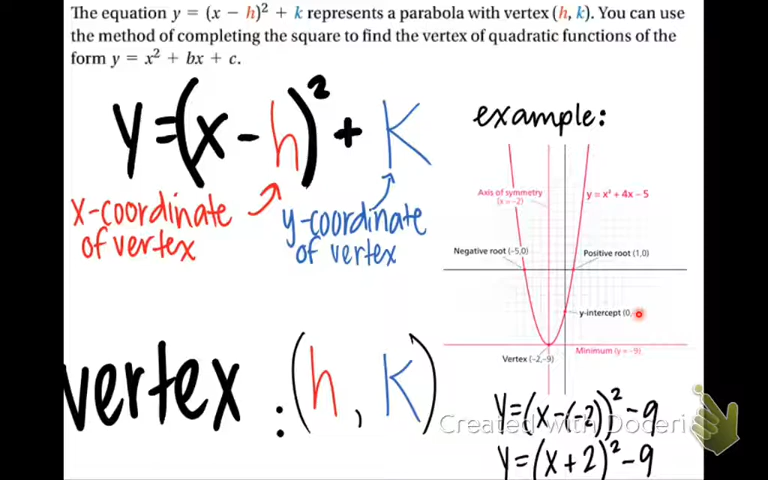 The equation y = (x − h)² + k represents a parabola with vertex (h, k). You can use
the method of completing the square to find the vertex of quadratic functions of the
form y = x² + bx + c.
y=(x-h)²+K
x-coordinate
of vertex
y-coordinate
of vertex
vertex : (h, K)
example:
Axis of symmetry
(x = −2)
y = x² + 4x − 5
Negative root (−5,0)
Positive root (1,0)
y-intercept (0,
Minimum (y = −9)
Vertex (−2,−9)
y=(x-(-2))²-9
Created with Doceri
y=(x+2)²-9